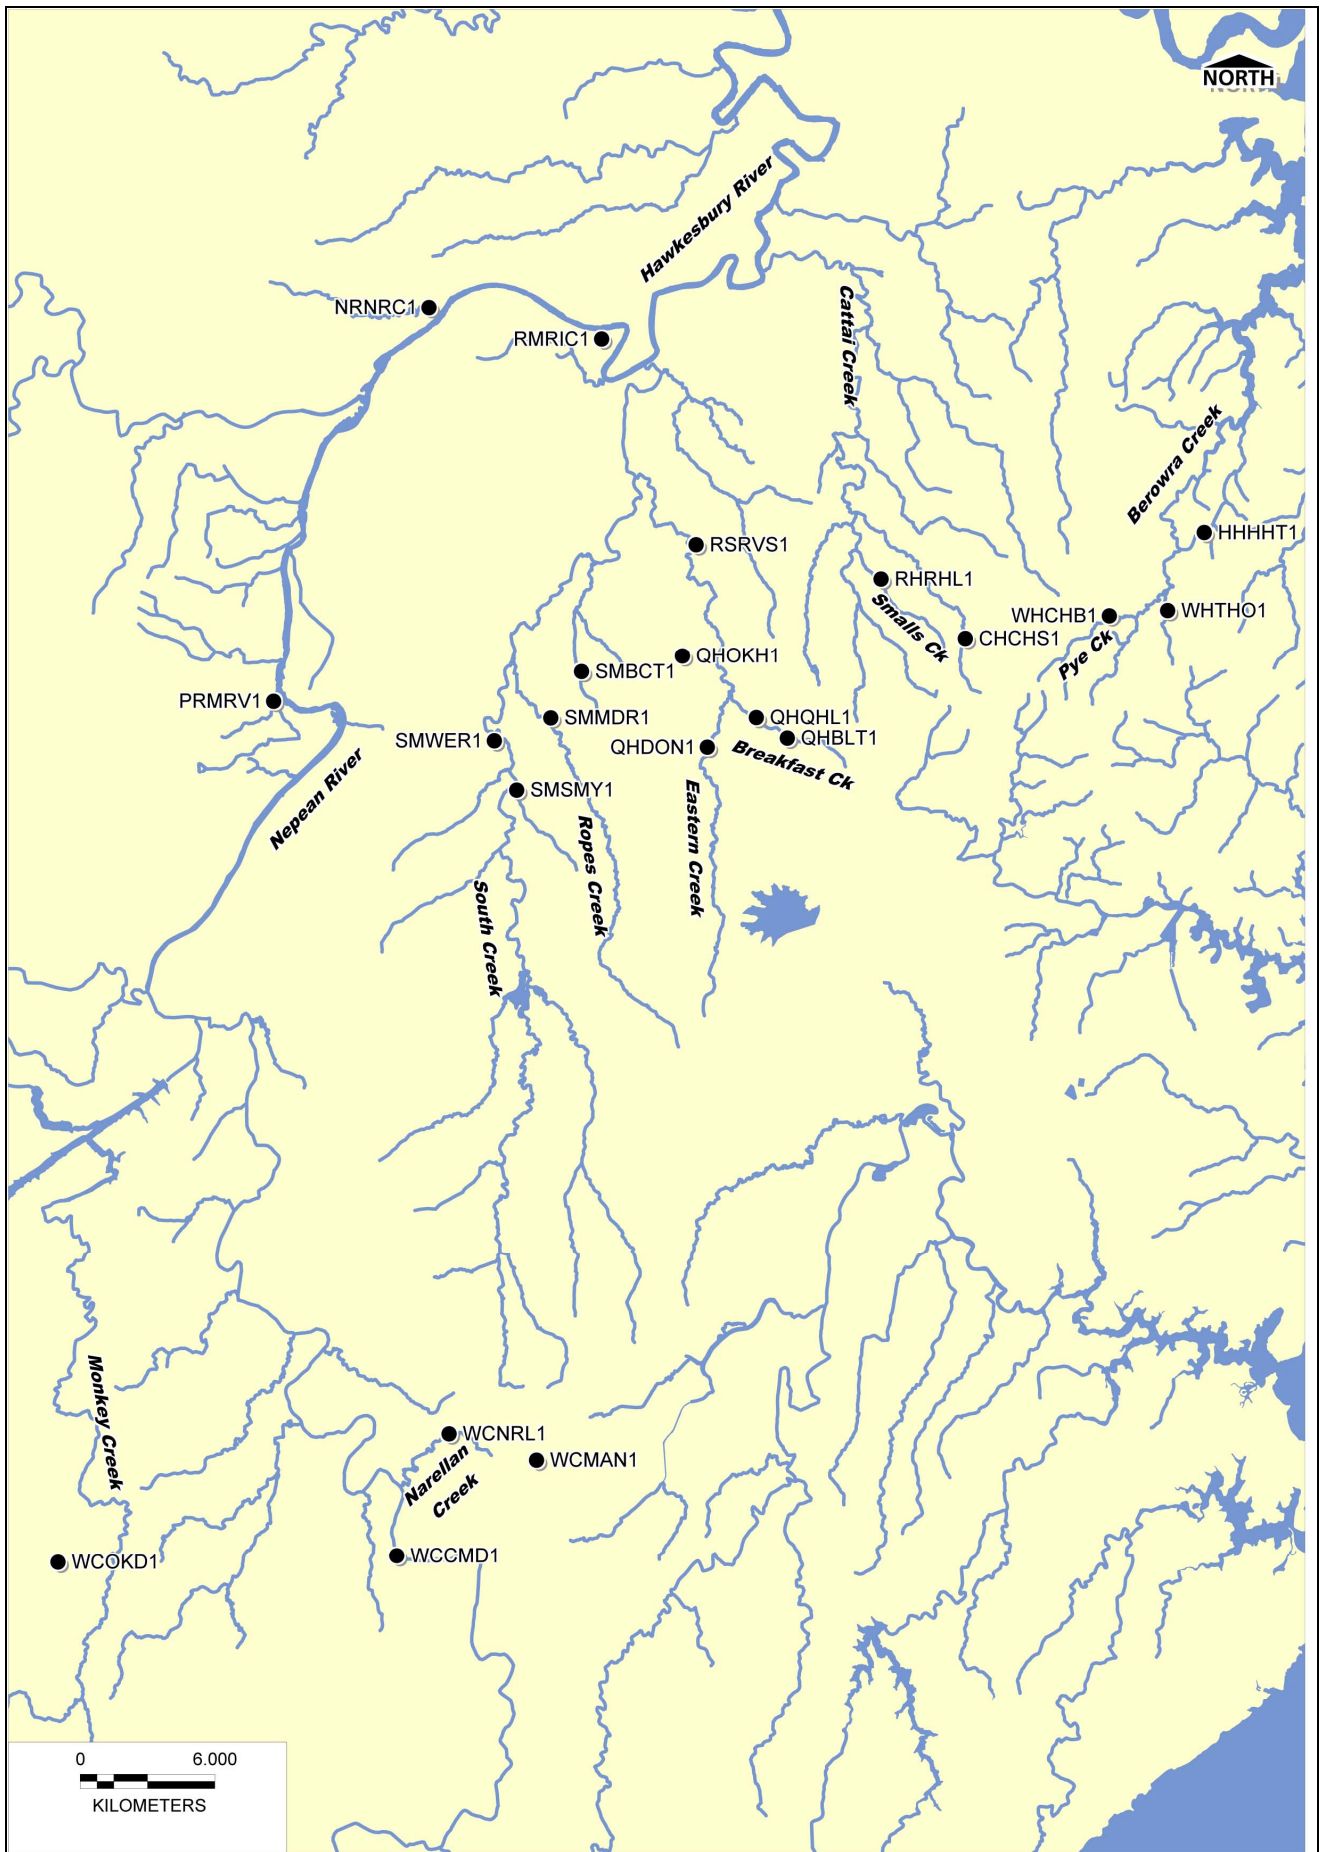 NORTH
Hawkesbury River
NRNRC1
RMRIC1
Cattai Creek
Berowra Creek
HHHHT1
RSRVS1
RHRHL1
Smalls Ck
WHCHB1
WHTHO1
CHCHS1
Pye Ck
QHOKH1
SMBCT1
PRMRV1
SMMDR1
QHQHL1
SMWER1
QHDON1
QHBLT1
Breakfast Ck
Nepean River
SMSMY1
Eastern Creek
Ropes Creek
South Creek
Monkey Creek
WCNRL1
WCMAN1
Narellan
Creek
WCOKD1
WCCMD1
0 6.000
KILOMETERS